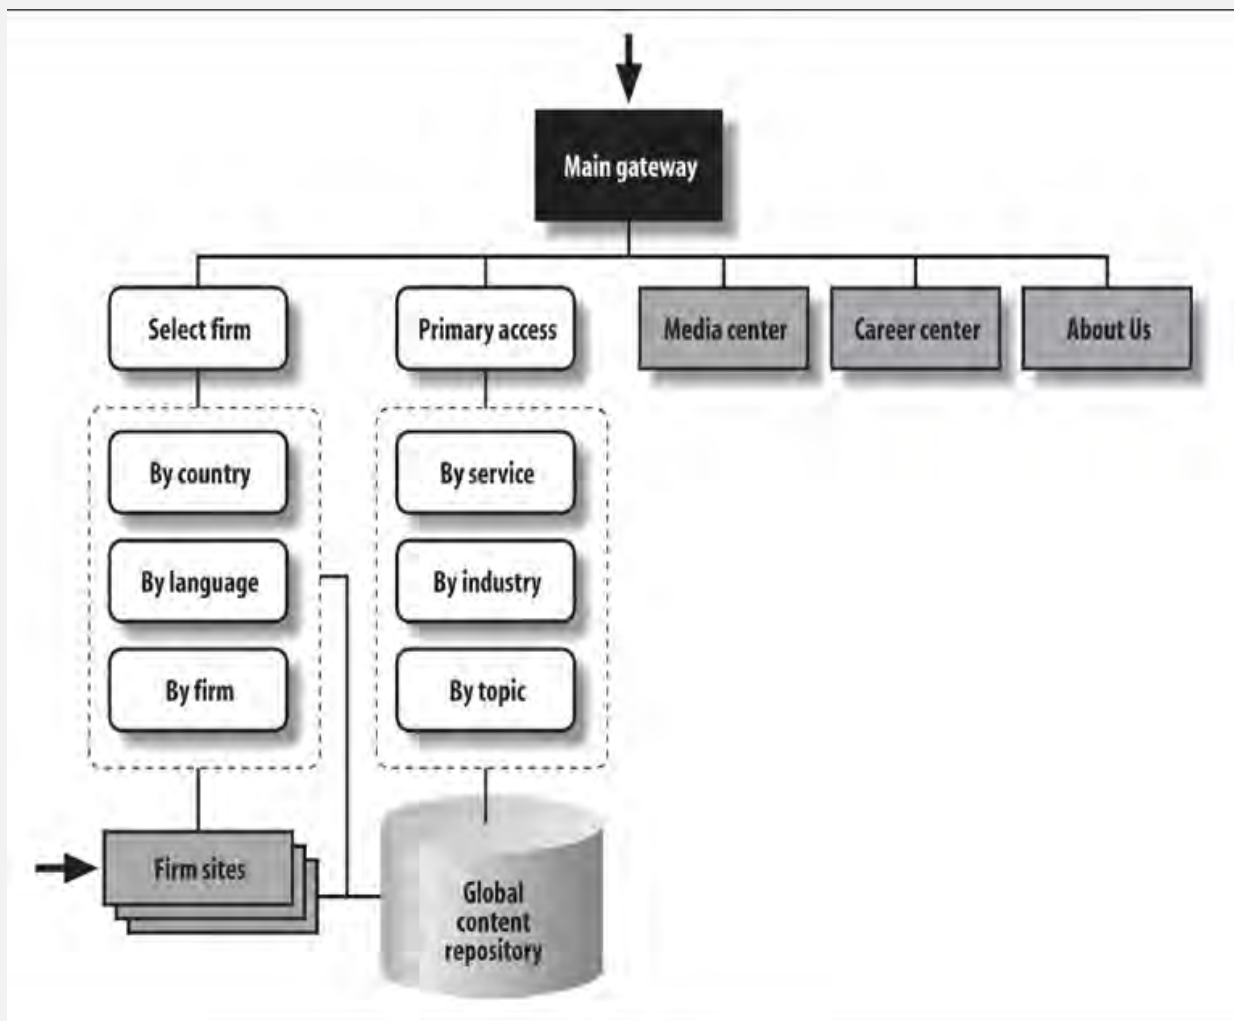 Main gateway
Select firm
Primary access
Media center
Career center
About Us
By country
By service
By language
By industry
By firm
By topic
Firm sites
Global
content
repository